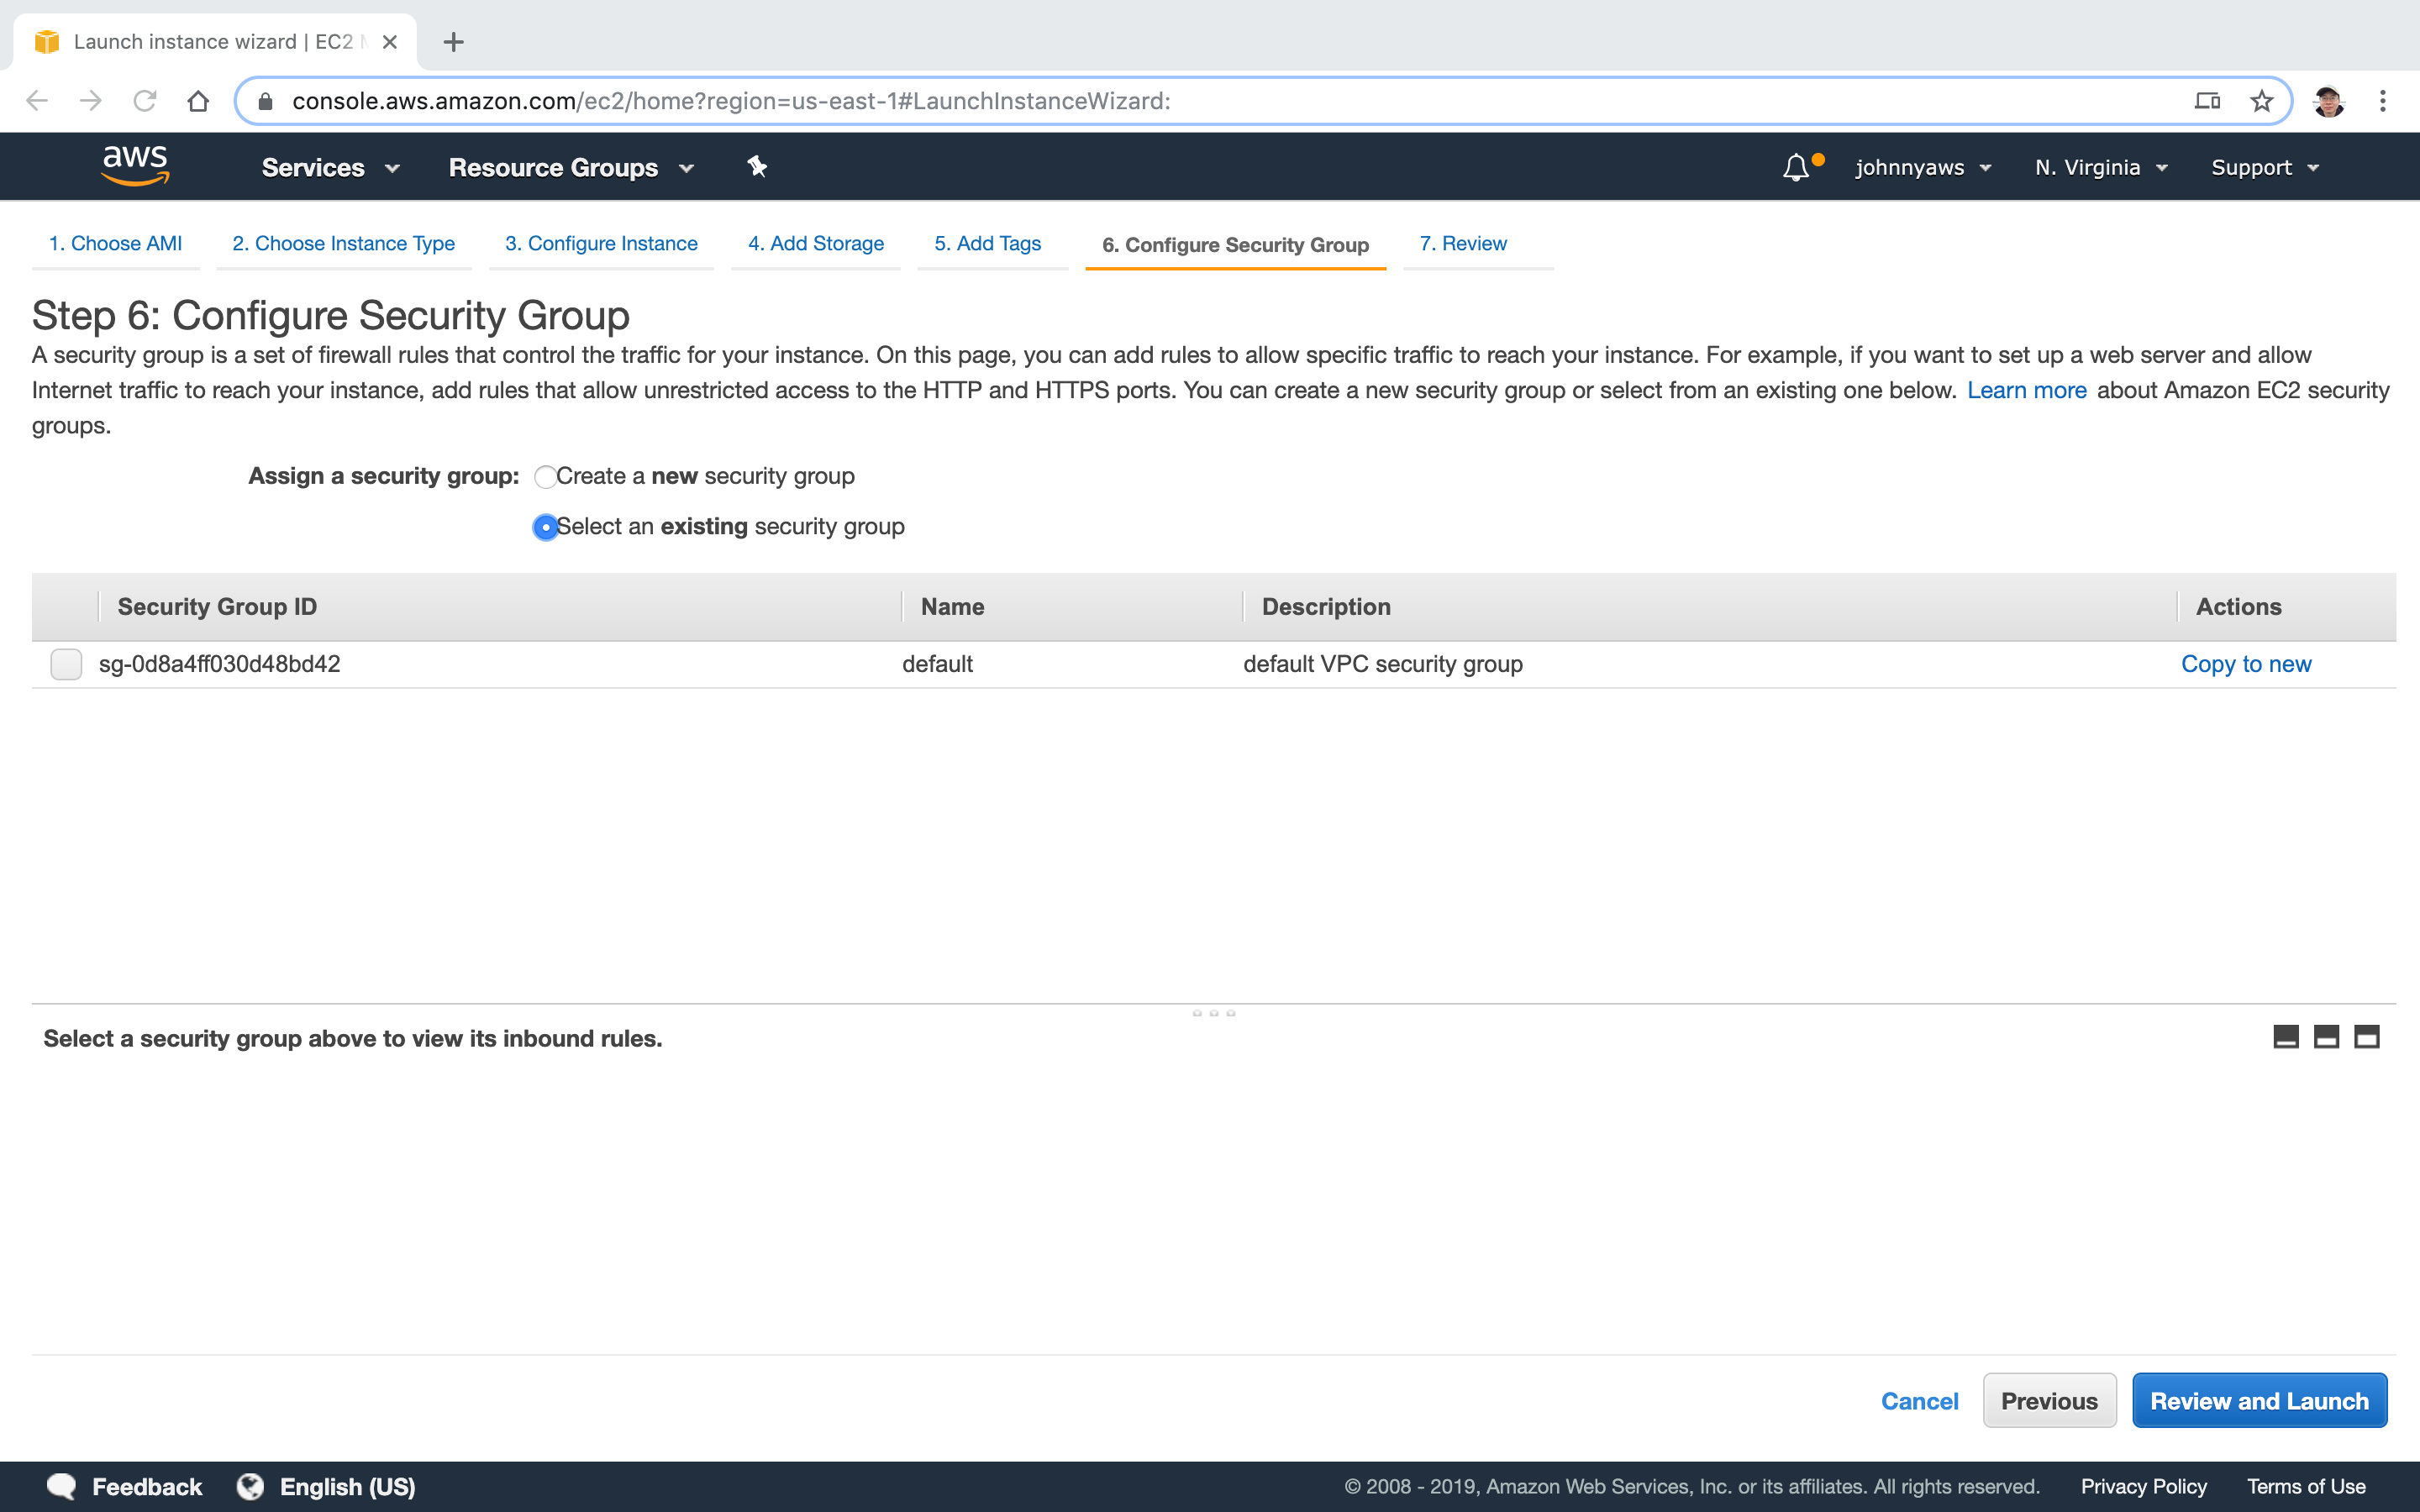 Launch instance wizard | EC2
console.aws.amazon.com/ec2/home?region=us-east-1#LaunchInstanceWizard:
aws
Services
Resource Groups
johnnyaws
N. Virginia
Support
1. Choose AMI
2. Choose Instance Type
3. Configure Instance
4. Add Storage
5. Add Tags
6. Configure Security Group
7. Review
Step 6: Configure Security Group
A security group is a set of firewall rules that control the traffic for your instance. On this page, you can add rules to allow specific traffic to reach your instance. For example, if you want to set up a web server and allow
Internet traffic to reach your instance, add rules that allow unrestricted access to the HTTP and HTTPS ports. You can create a new security group or select from an existing one below. Learn more about Amazon EC2 security
groups.
Assign a security group: Create a new security group
Select an existing security group
Security Group ID Name Description Actions
sg-0d8a4ff030d48bd42 default default VPC security group Copy to new
Select a security group above to view its inbound rules.
Cancel Previous Review and Launch
Feedback English (US) © 2008 - 2019, Amazon Web Services, Inc. or its affiliates. All rights reserved. Privacy Policy Terms of Use